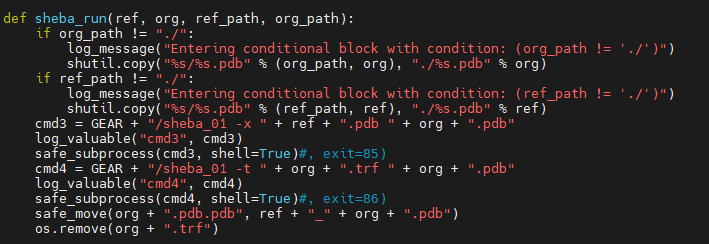 def sheba_run(ref, org, ref_path, org_path):
    if org_path != "./":
        log_message("Entering conditional block with condition: (org_path != './')")
        shutil.copy("%s/%s.pdb" % (org_path, org), "./%s.pdb" % org)
    if ref_path != "./":
        log_message("Entering conditional block with condition: (ref_path != './')")
        shutil.copy("%s/%s.pdb" % (ref_path, ref), "./%s.pdb" % ref)
    cmd3 = GEAR + "/sheba_01 -x " + ref + ".pdb " + org + ".pdb"
    log_valuable("cmd3", cmd3)
    safe_subprocess(cmd3, shell=True)#, exit=85)
    cmd4 = GEAR + "/sheba_01 -t " + org + ".trf " + org + ".pdb"
    log_valuable("cmd4", cmd4)
    safe_subprocess(cmd4, shell=True)#, exit=86)
    safe_move(org + ".pdb.pdb", ref + "_" + org + ".pdb")
    os.remove(org + ".trf")